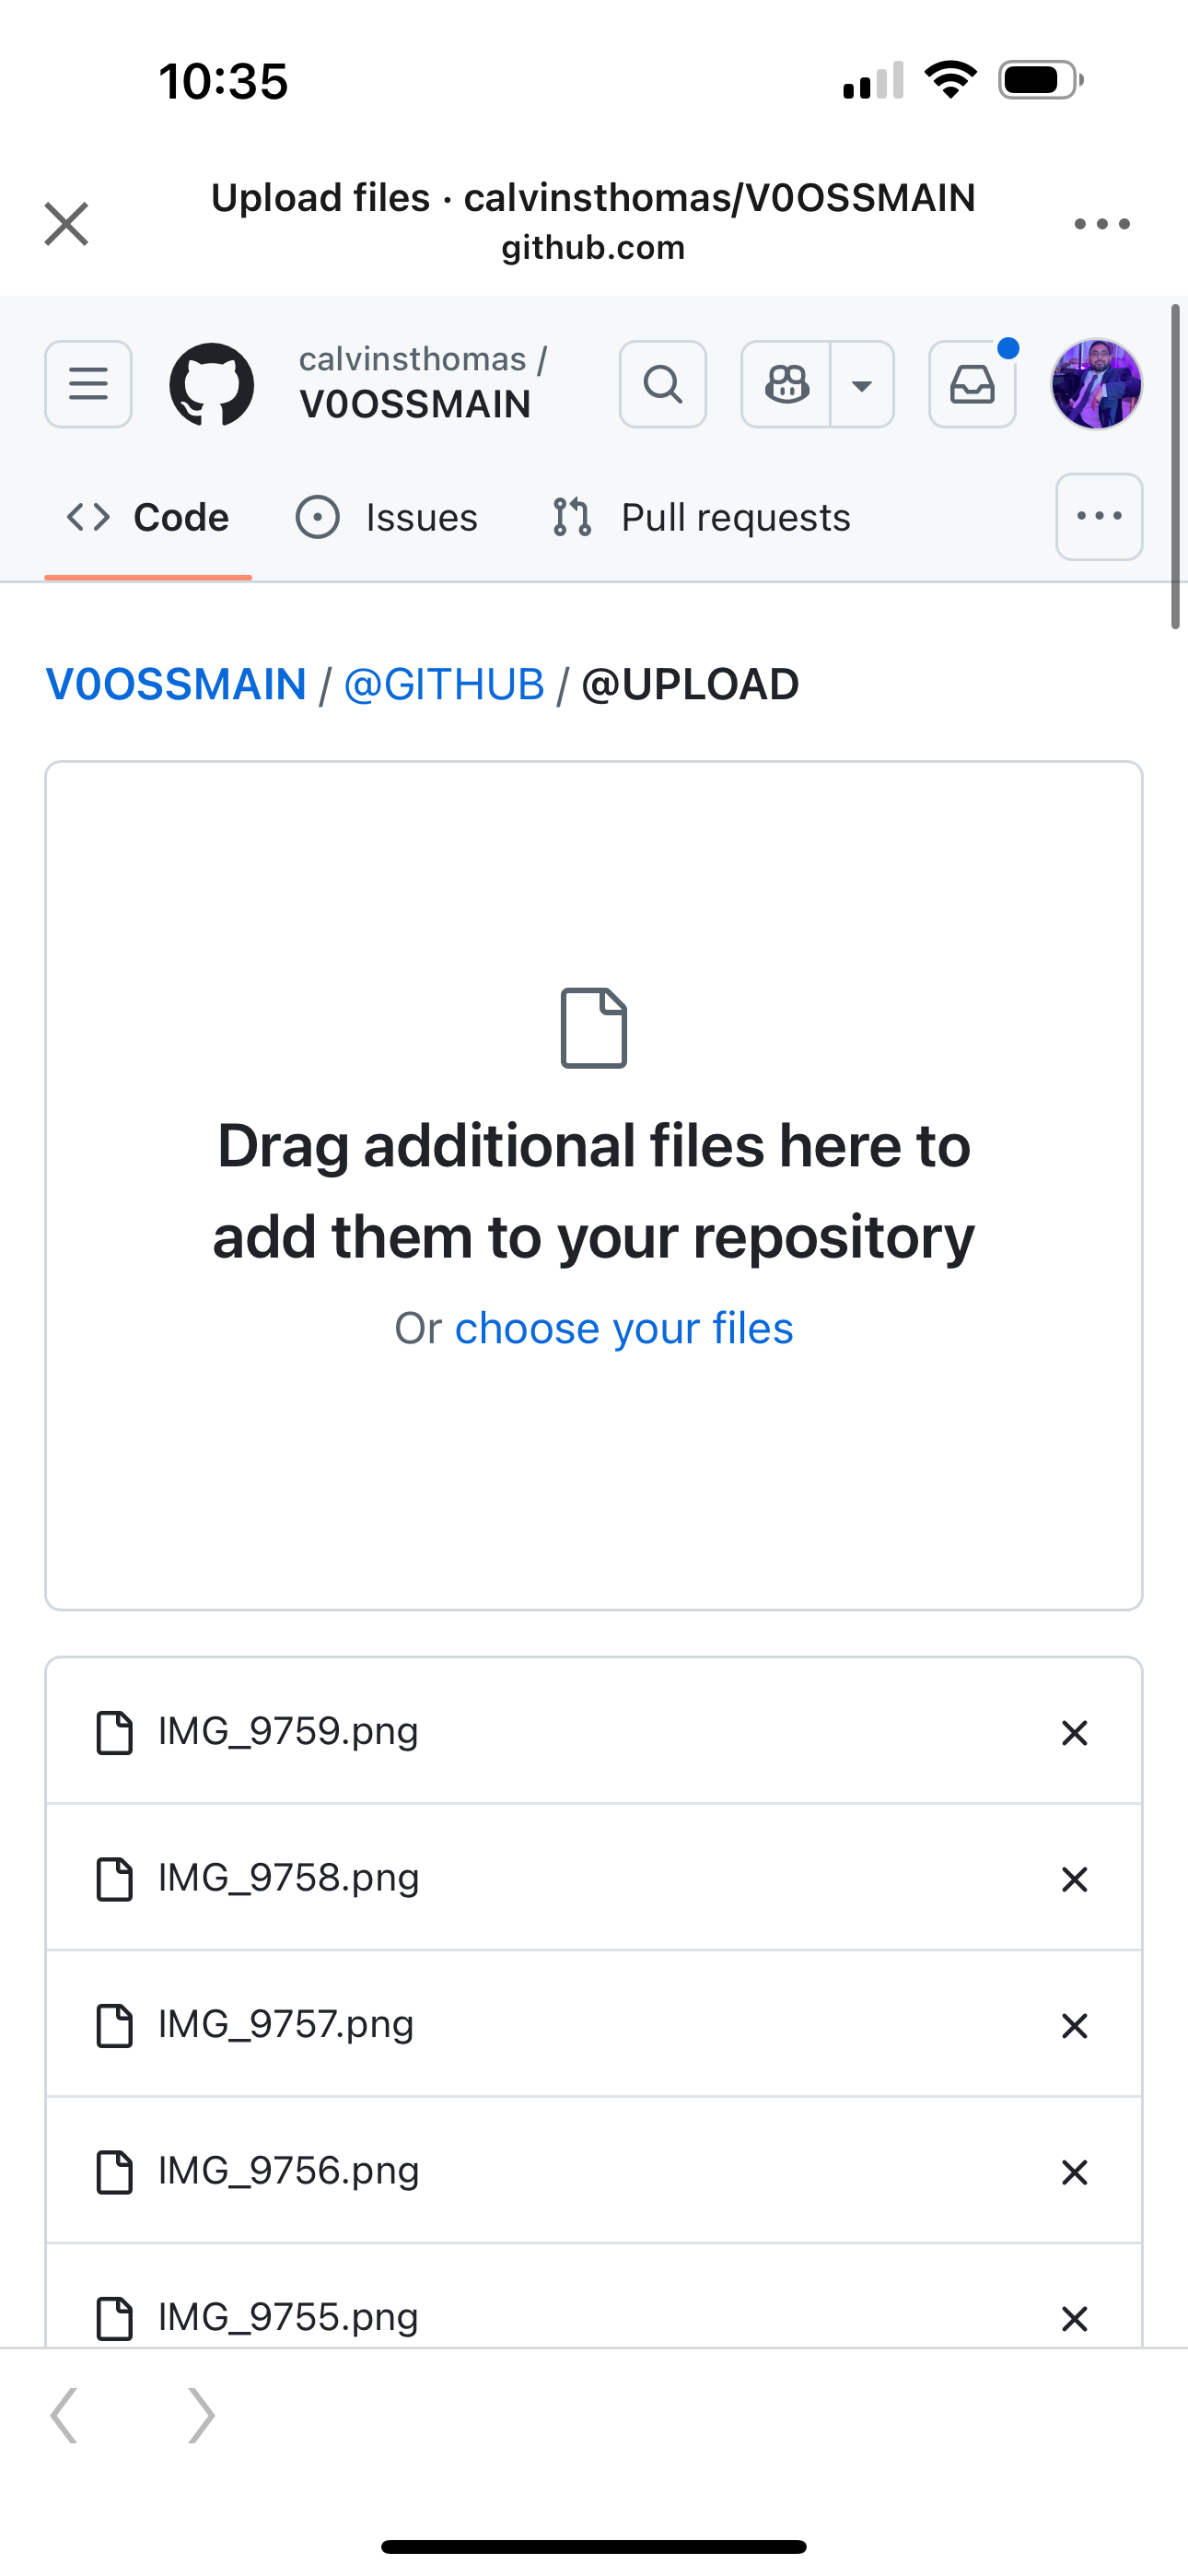 10:35
Upload files · calvinsthomas/V0OSSMAIN
github.com
calvinsthomas /
V0OSSMAIN
Code
Issues
Pull requests
V0OSSMAIN / @GITHUB / @UPLOAD
Drag additional files here to
add them to your repository
Or choose your files
IMG_9759.png
IMG_9758.png
IMG_9757.png
IMG_9756.png
IMG_9755.png